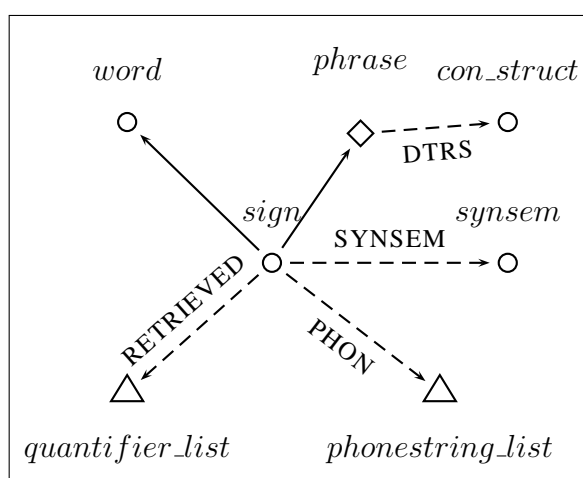 phrase
word
con_struct
DTRS
sign
synsem
SYNSEM
RETRIEVED
PHON
quantifier_list
phonestring_list